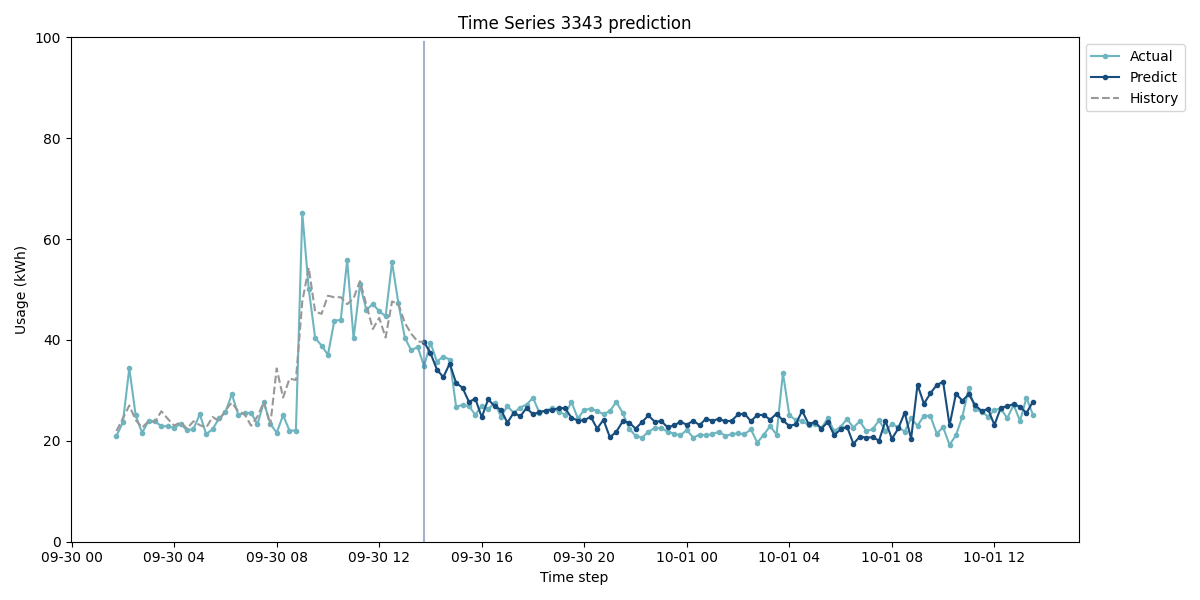 Time Series 3343 prediction
Usage (kWh)
100
80
60
40
20
0
09-30 00
09-30 04
09-30 08
09-30 12
09-30 16
09-30 20
10-01 00
10-01 04
10-01 08
10-01 12
Time step
Actual
Predict
History